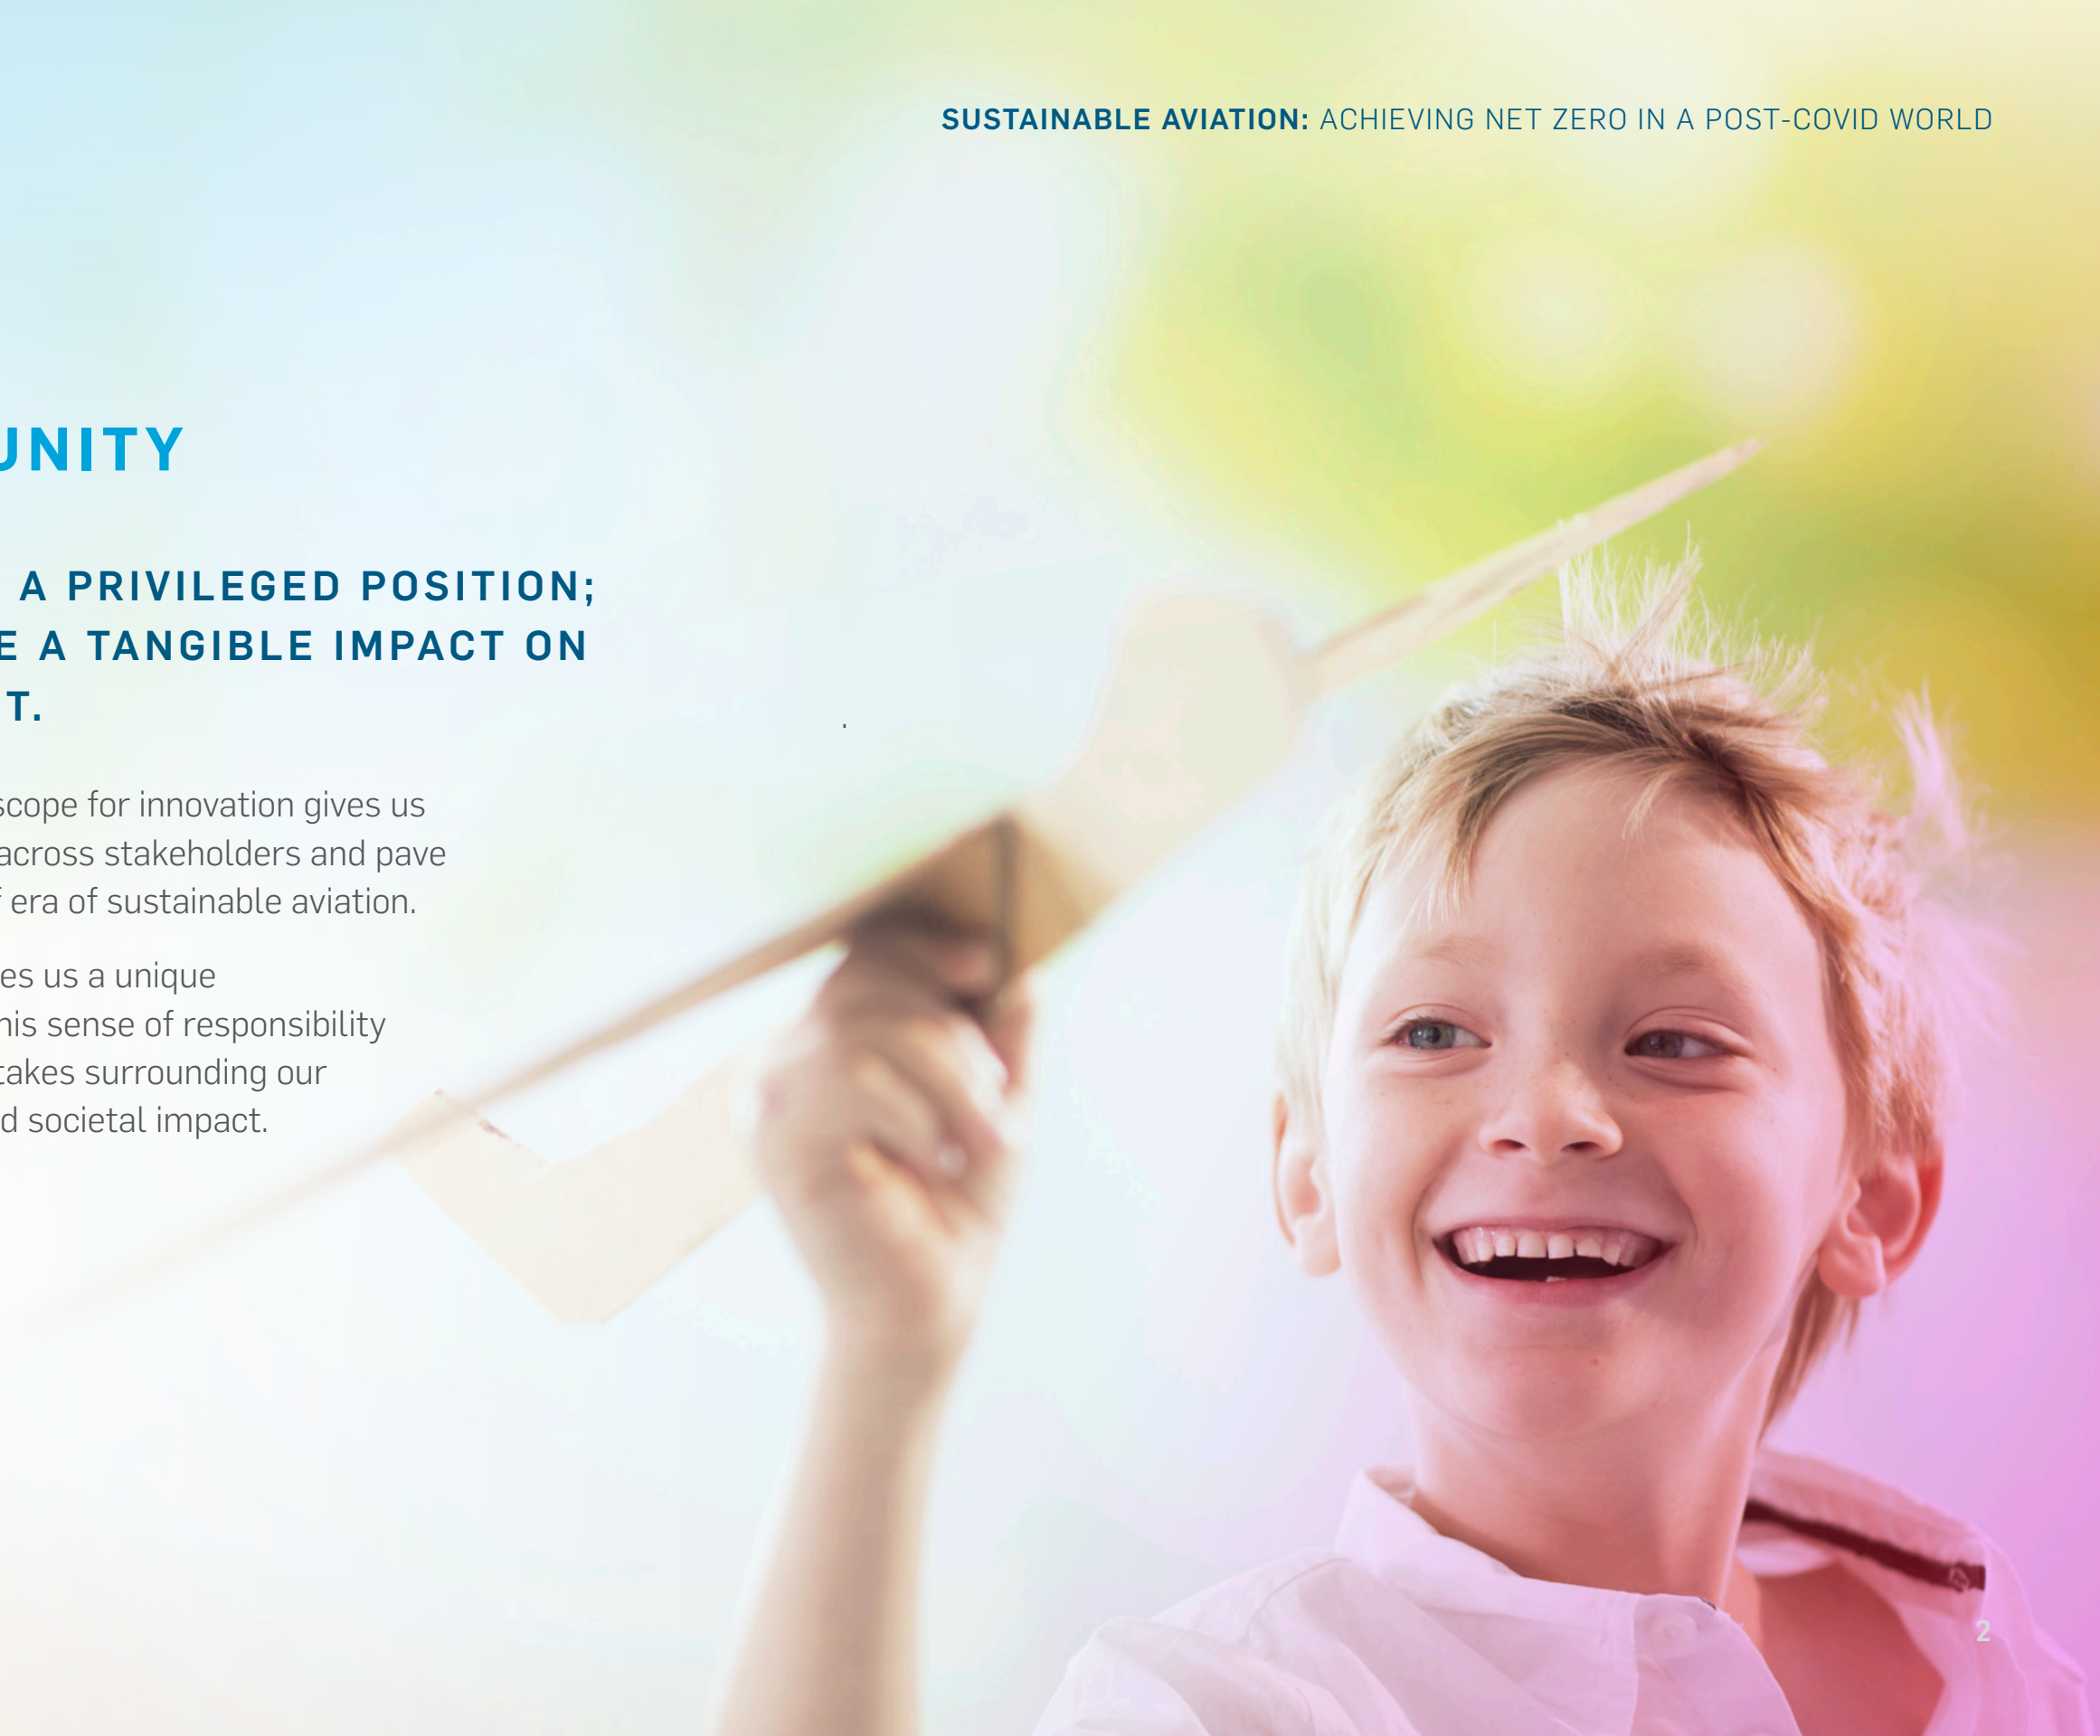 SUSTAINABLE AVIATION: ACHIEVING NET ZERO IN A POST-COVID WORLD
UNITY
A PRIVILEGED POSITION;
E A TANGIBLE IMPACT ON
T.
scope for innovation gives us
across stakeholders and pave
f era of sustainable aviation.
es us a unique
his sense of responsibility
takes surrounding our
d societal impact.
2